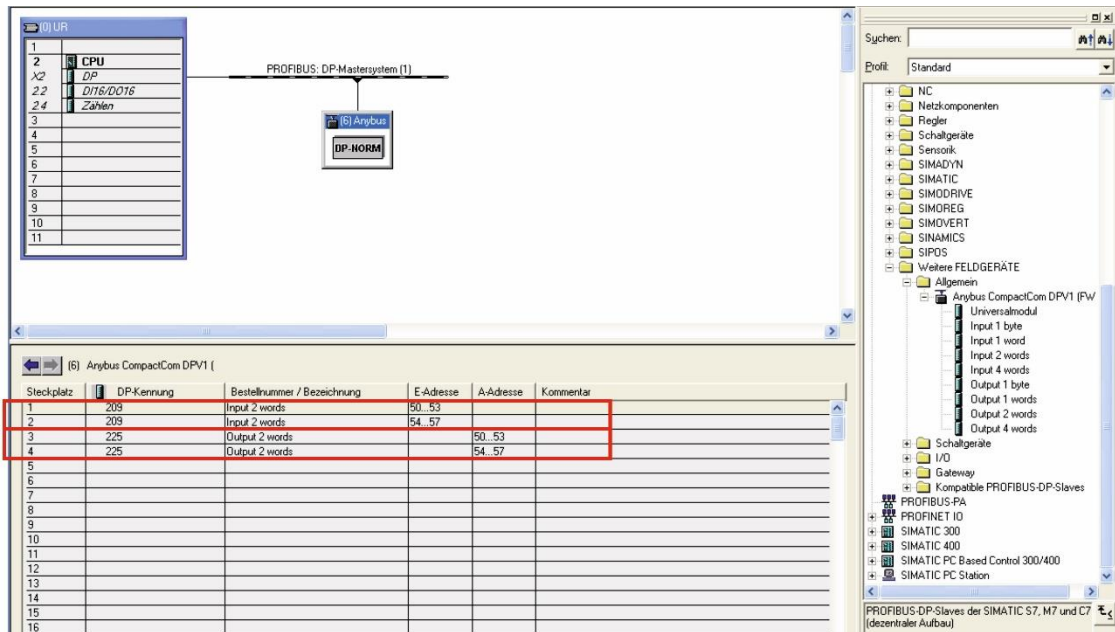 (0) UR
1
2 CPU
X2 DP
2.2 DI16/DO16
2.4 Zählen
3
4
5
6
7
8
9
10
11
PROFIBUS: DP-Mastersystem (1)
(6) Anybus
DP-NORM
(6) Anybus CompactCom DPV1 (
Steckplatz DP-Kennung Bestellnummer / Bezeichnung E-Adresse A-Adresse Kommentar
1 209 Input 2 words 50...53
2 209 Input 2 words 54...57
3 225 Output 2 words 50...53
4 225 Output 2 words 54...57
5
6
7
8
9
10
11
12
13
14
15
16
Suchen:
Profil: Standard
NC
Netzkomponenten
Regler
Schaltgeräte
Sensorik
SIMADYN
SIMATIC
SIMODRIVE
SIMOREG
SIMOVERT
SINAMICS
SIPOS
Weitere FELDGERÄTE
Allgemein
Anybus CompactCom DPV1 (FW
Universalmodul
Input 1 byte
Input 1 word
Input 2 words
Input 4 words
Output 1 byte
Output 1 words
Output 2 words
Output 4 words
Schaltgeräte
I/O
Gateway
Kompatible PROFIBUS-DP-Slaves
PROFIBUS-PA
PROFINET IO
SIMATIC 300
SIMATIC 400
SIMATIC PC Based Control 300/400
SIMATIC PC Station
PROFIBUS-DP-Slaves der SIMATIC S7, M7 und C7
(dezentraler Aufbau)